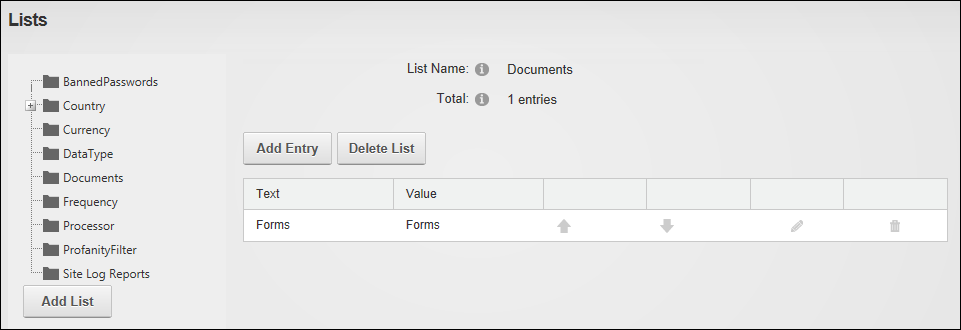 Lists
BannedPasswords
Country
Currency
DataType
Documents
Frequency
Processor
ProfanityFilter
Site Log Reports
Add List
List Name: Documents
Total: 1 entries
Add Entry Delete List
Text Value
Forms Forms